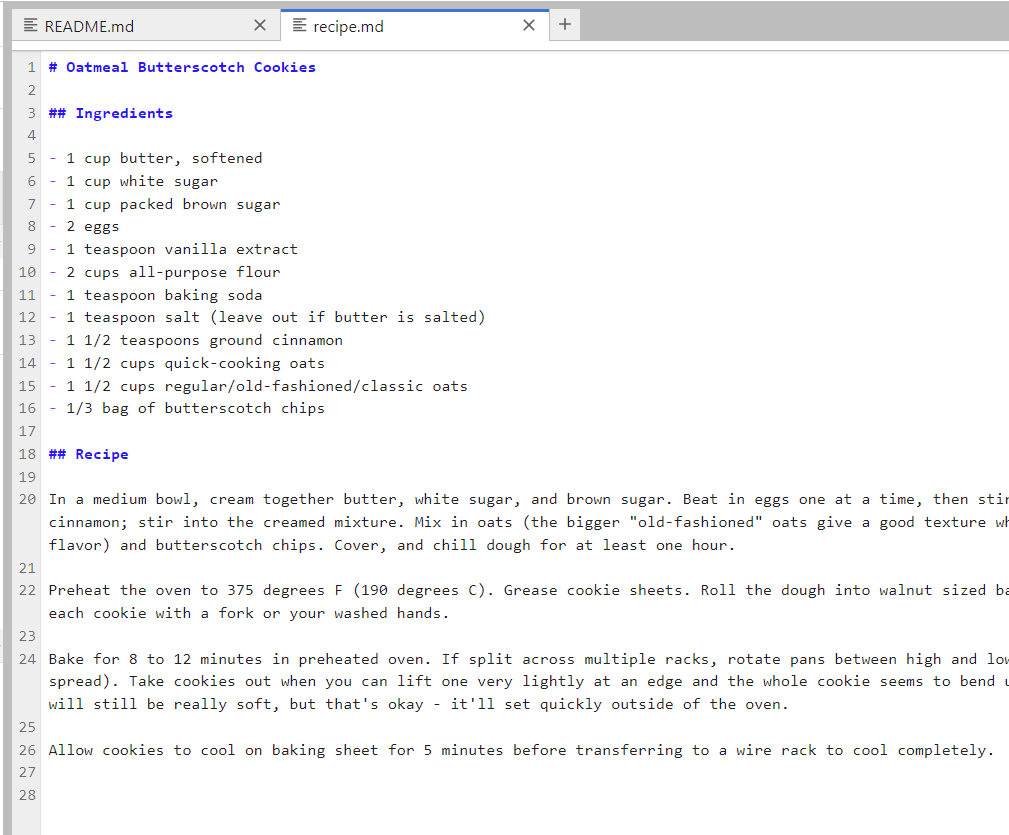 README.md
recipe.md
1 # Oatmeal Butterscotch Cookies
2
3 ## Ingredients
4
5 - 1 cup butter, softened
6 - 1 cup white sugar
7 - 1 cup packed brown sugar
8 - 2 eggs
9 - 1 teaspoon vanilla extract
10 - 2 cups all-purpose flour
11 - 1 teaspoon baking soda
12 - 1 teaspoon salt (leave out if butter is salted)
13 - 1 1/2 teaspoons ground cinnamon
14 - 1 1/2 cups quick-cooking oats
15 - 1 1/2 cups regular/old-fashioned/classic oats
16 - 1/3 bag of butterscotch chips
17
18 ## Recipe
19
20 In a medium bowl, cream together butter, white sugar, and brown sugar. Beat in eggs one at a time, then
cinnamon; stir into the creamed mixture. Mix in oats (the bigger "old-fashioned" oats give a good texture
flavor) and butterscotch chips. Cover, and chill dough for at least one hour.
21
22 Preheat the oven to 375 degrees F (190 degrees C). Grease cookie sheets. Roll the dough into walnut sized
each cookie with a fork or your washed hands.
23
24 Bake for 8 to 12 minutes in preheated oven. If split across multiple racks, rotate pans between high and
spread). Take cookies out when you can lift one very lightly at an edge and the whole cookie seems to bend
will still be really soft, but that's okay - it'll set quickly outside of the oven.
25
26 Allow cookies to cool on baking sheet for 5 minutes before transferring to a wire rack to cool completely.
27
28